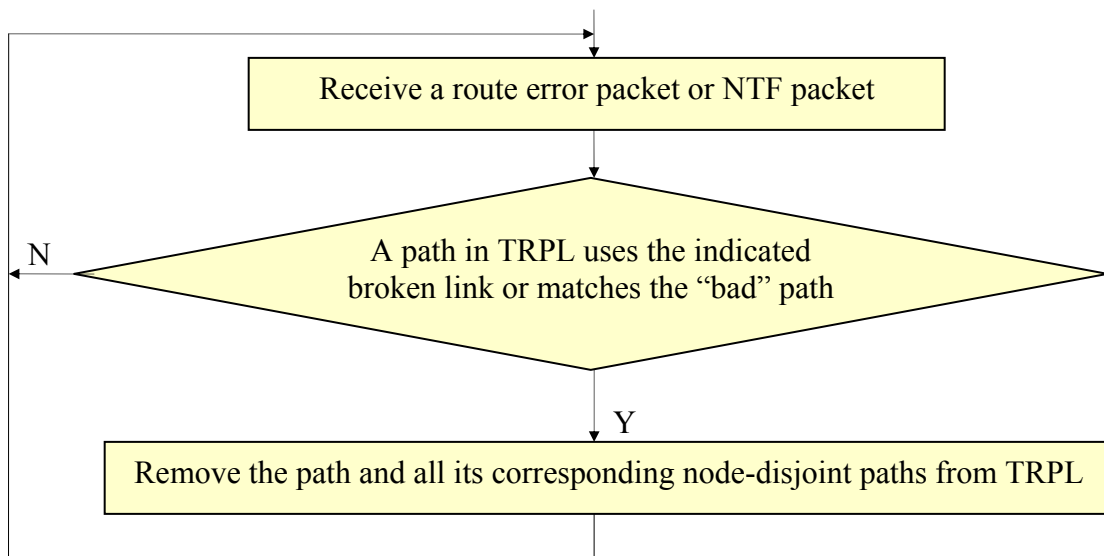 Receive a route error packet or NTF packet
A path in TRPL uses the indicated
broken link or matches the “bad” path
N
Y
Remove the path and all its corresponding node-disjoint paths from TRPL